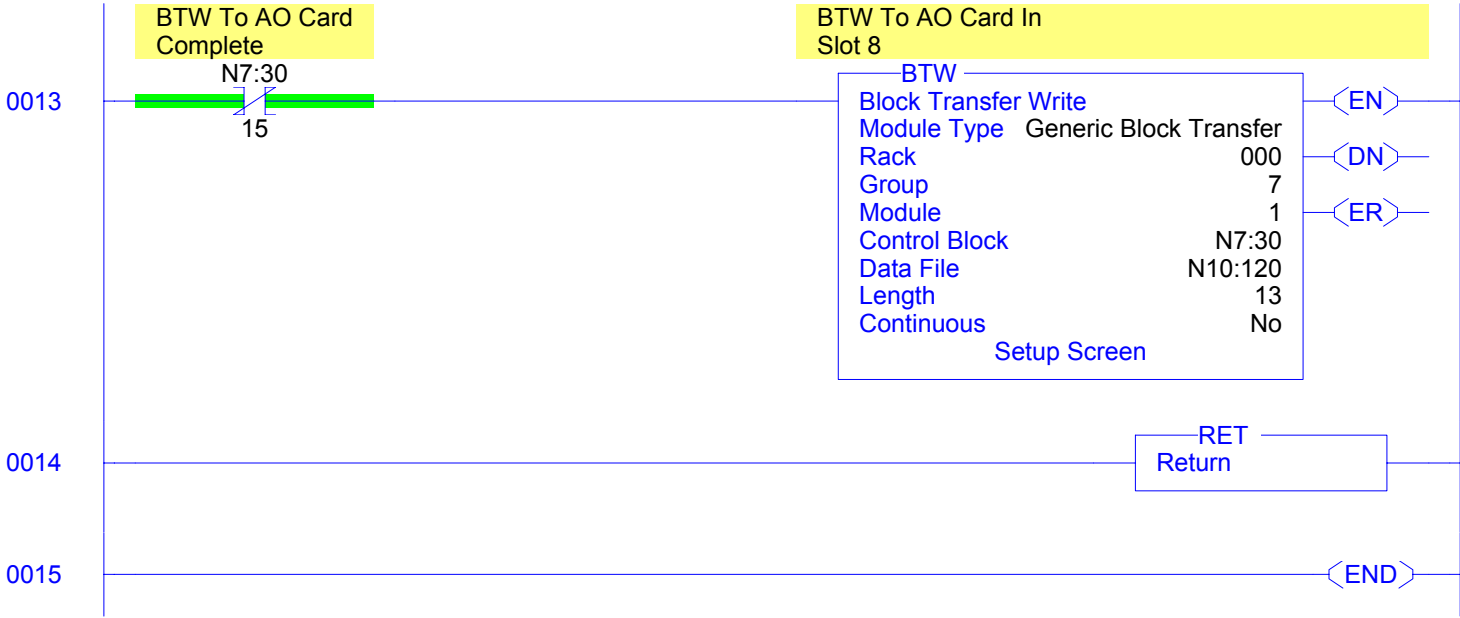 BTW To AO Card
Complete
BTW To AO Card In
Slot 8
N7:30
15
0013
BTW
Block Transfer Write
Module Type Generic Block Transfer
Rack 000
Group 7
Module 1
Control Block N7:30
Data File N10:120
Length 13
Continuous No
Setup Screen
EN
DN
ER
0014
RET
Return
0015
END